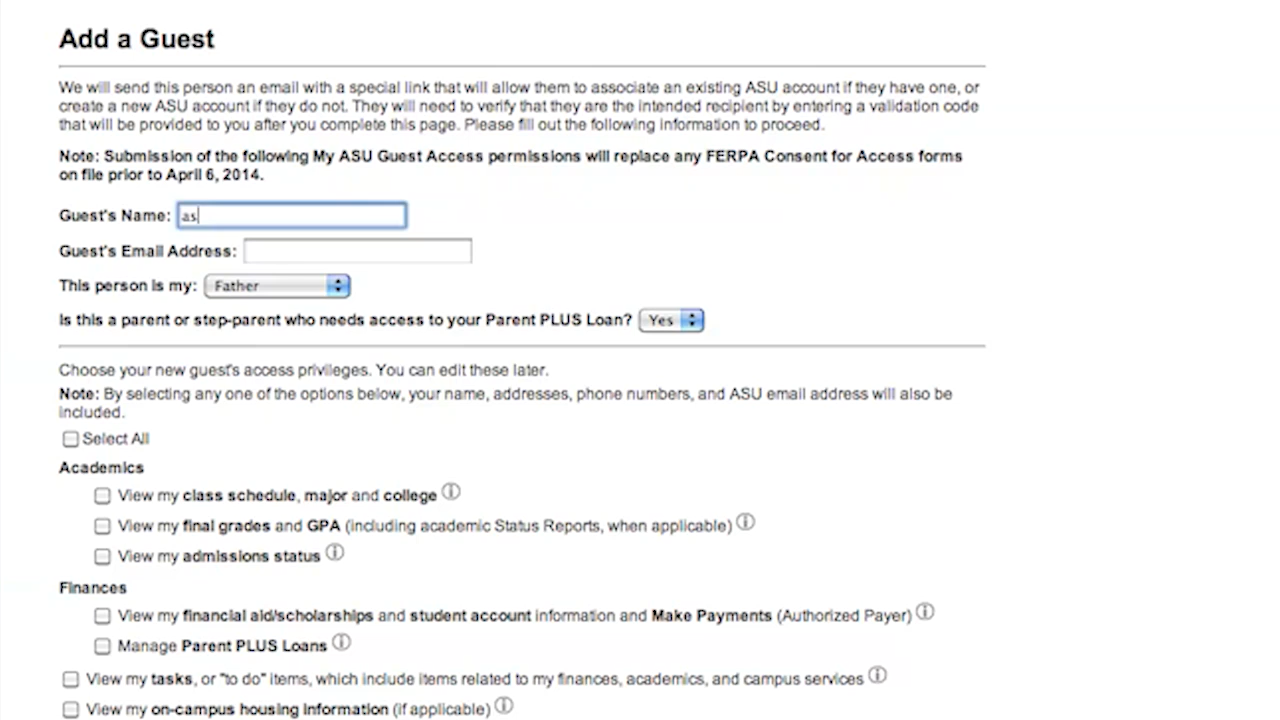 Add a Guest
We will send this person an email with a special link that will allow them to associate an existing ASU account if they have one, or
create a new ASU account if they do not. They will need to verify that they are the intended recipient by entering a validation code
that will be provided to you after you complete this page. Please fill out the following information to proceed.
Note: Submission of the following My ASU Guest Access permissions will replace any FERPA Consent for Access forms
on file prior to April 6, 2014.
Guest's Name: as
Guest's Email Address:
This person is my: Father
Is this a parent or step-parent who needs access to your Parent PLUS Loan? Yes
Choose your new guest's access privileges. You can edit these later.
Note: By selecting any one of the options below, your name, addresses, phone numbers, and ASU email address will also be
included.
Select All
Academics
View my class schedule, major and college
View my final grades and GPA (including academic Status Reports, when applicable)
View my admissions status
Finances
View my financial aid/scholarships and student account information and Make Payments (Authorized Payer)
Manage Parent PLUS Loans
View my tasks, or "to do" items, which include items related to my finances, academics, and campus services
View my on-campus housing information (if applicable)